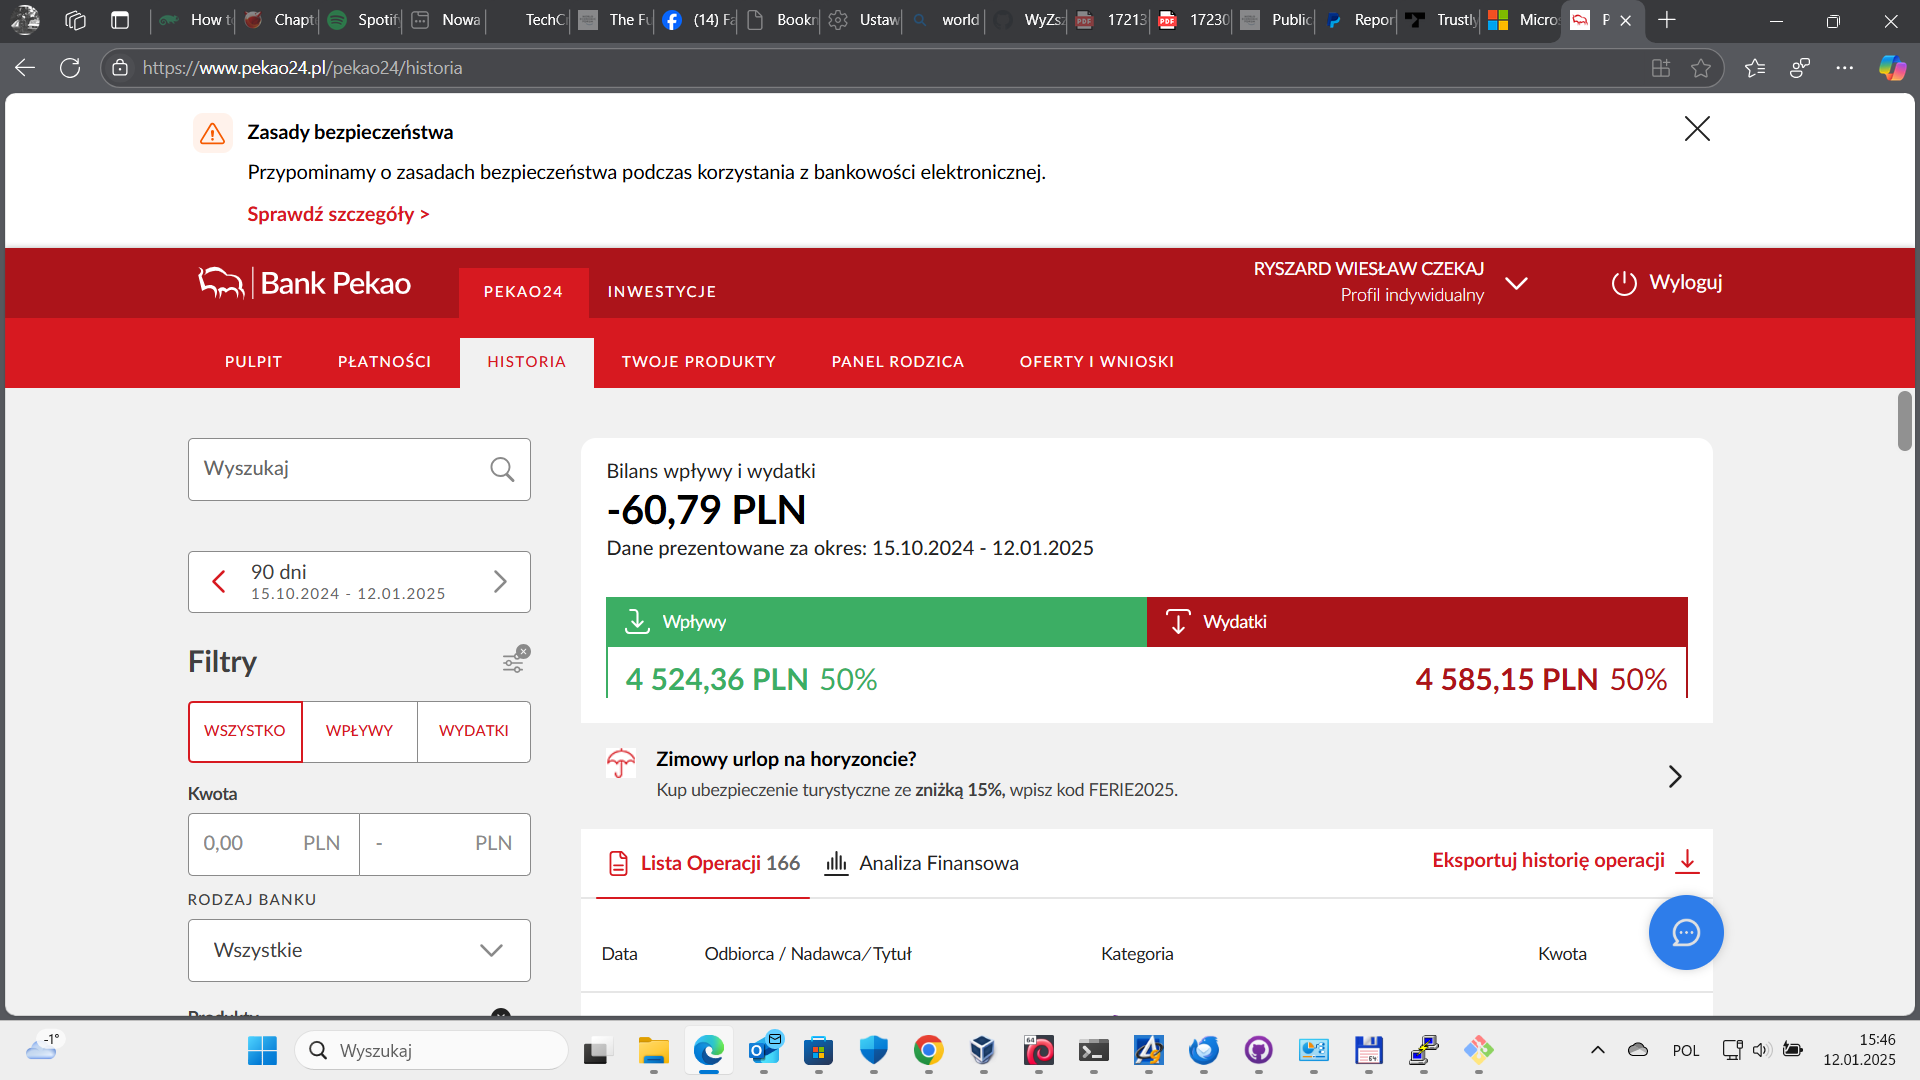 How t
Chapt
Spotify
Nowa
TechCr
The Fu
(14) Fa
Bookr
Ustaw
world
WyZsz
17213
17230
Public
Repor
Trustly
Micros
P
https://www.pekao24.pl/pekao24/historia
Zasady bezpieczeństwa
Przypominamy o zasadach bezpieczeństwa podczas korzystania z bankowości elektronicznej.
Sprawdź szczegóły >
Bank Pekao
PEKAO24
INWESTYCJE
RYSZARD WIESŁAW CZEKAJ
Profil indywidualny
Wyloguj
PULPIT
PŁATNOŚCI
HISTORIA
TWOJE PRODUKTY
PANEL RODZICA
OFERTY I WNIOSKI
Wyszukaj
90 dni
15.10.2024 - 12.01.2025
Filtry
WSZYSTKO
WPŁYWY
WYDATKI
Kwota
0,00 PLN
- PLN
RODZAJ BANKU
Wszystkie
Produkty
Bilans wpływy i wydatki
-60,79 PLN
Dane prezentowane za okres: 15.10.2024 - 12.01.2025
Wpływy
Wydatki
4 524,36 PLN 50%
4 585,15 PLN 50%
Zimowy urlop na horyzoncie?
Kup ubezpieczenie turystyczne ze zniżką 15%, wpisz kod FERIE2025.
Lista Operacji 166
Analiza Finansowa
Eksportuj historię operacji
Data
Odbiorca / Nadawca/Tytuł
Kategoria
Kwota
-1°
Wyszukaj
POL
15:46
12.01.2025